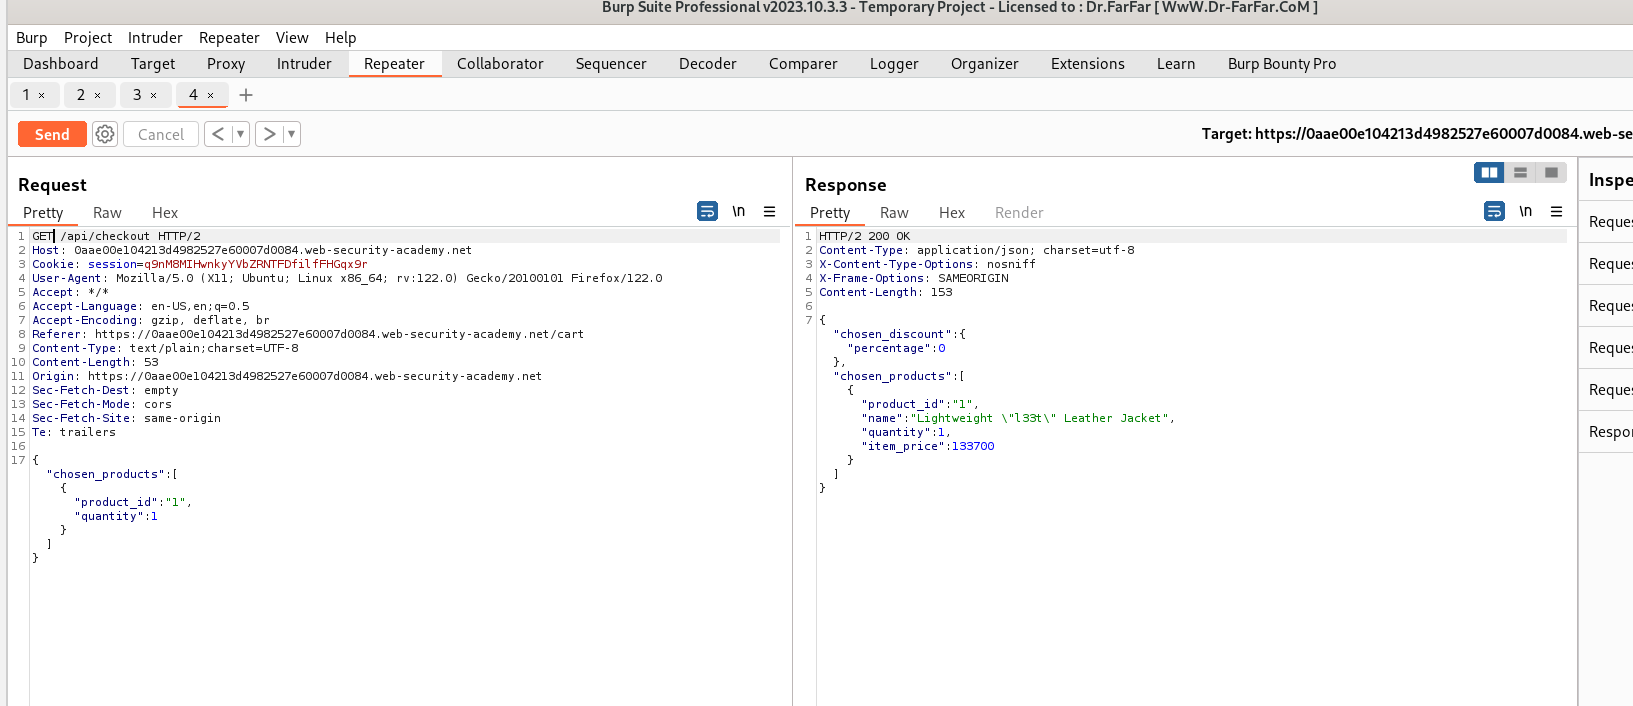 Burp Suite Professional v2023.10.3.3 - Temporary Project - Licensed to : Dr.FarFar [ WwW.Dr-FarFar.CoM ]
Burp Project Intruder Repeater View Help
Dashboard Target Proxy Intruder Repeater Collaborator Sequencer Decoder Comparer Logger Organizer Extensions Learn Burp Bounty Pro
1 × 2 × 3 × 4 × +
Send Cancel < ▼ > ▼ Target: https://0aae00e104213d4982527e60007d0084.web-se
Request
Pretty Raw Hex \n
1 GET /api/checkout HTTP/2
2 Host: 0aae00e104213d4982527e60007d0084.web-security-academy.net
3 Cookie: session=q9nM8MIHwnkyYVbZRNTFDfilfFHGqx9r
4 User-Agent: Mozilla/5.0 (X11; Ubuntu; Linux x86_64; rv:122.0) Gecko/20100101 Firefox/122.0
5 Accept: */*
6 Accept-Language: en-US,en;q=0.5
7 Accept-Encoding: gzip, deflate, br
8 Referer: https://0aae00e104213d4982527e60007d0084.web-security-academy.net/cart
9 Content-Type: text/plain;charset=UTF-8
10 Content-Length: 53
11 Origin: https://0aae00e104213d4982527e60007d0084.web-security-academy.net
12 Sec-Fetch-Dest: empty
13 Sec-Fetch-Mode: cors
14 Sec-Fetch-Site: same-origin
15 Te: trailers
16
17 {
"chosen_products":[
{
"product_id":"1",
"quantity":1
}
]
}
Response
Pretty Raw Hex Render \n
1 HTTP/2 200 OK
2 Content-Type: application/json; charset=utf-8
3 X-Content-Type-Options: nosniff
4 X-Frame-Options: SAMEORIGIN
5 Content-Length: 153
6
7 {
"chosen_discount":{
"percentage":0
},
"chosen_products":[
{
"product_id":"1",
"name":"Lightweight \"l33t\" Leather Jacket",
"quantity":1,
"item_price":133700
}
]
}
Inspe
Reque
Reque
Reque
Reque
Reque
Respor